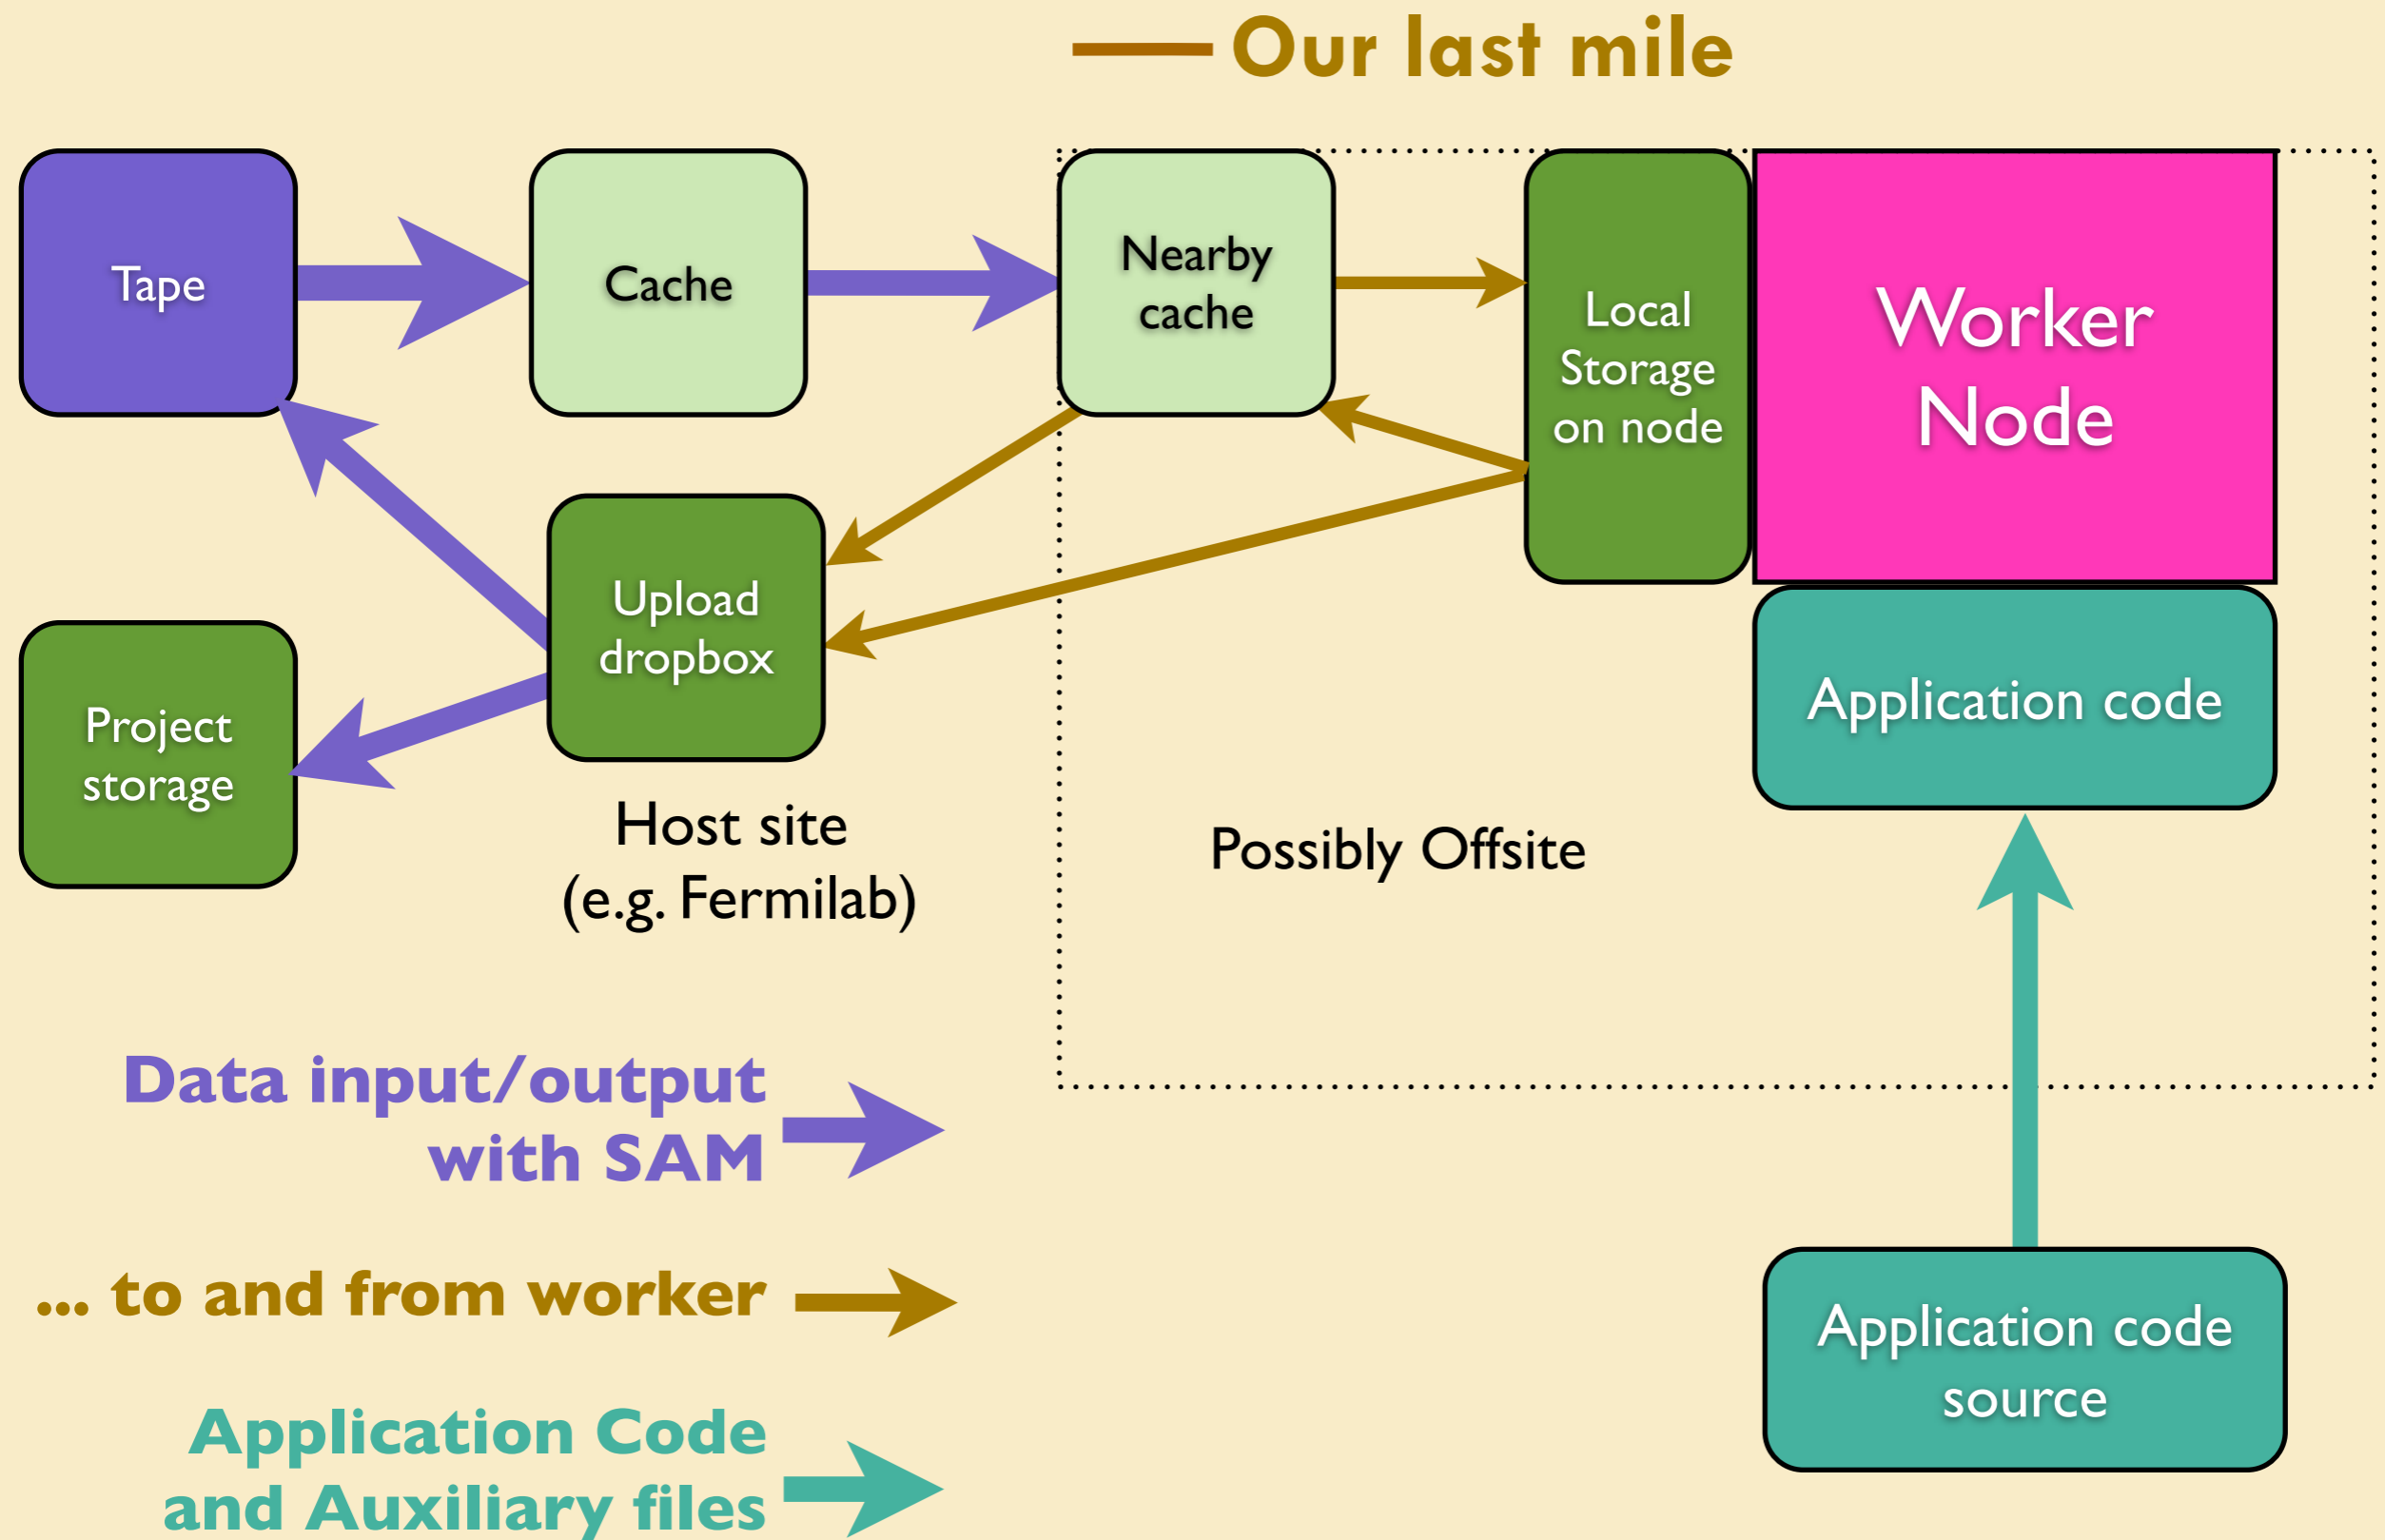 Our last mile
Tape
Cache
Nearby
cache
Local
Storage
on node
Worker
Node
Upload
dropbox
Project
storage
Application code
Host site
(e.g. Fermilab)
Possibly Offsite
Data input/output
with SAM
... to and from worker
Application Code
and Auxiliary files
Application code
source